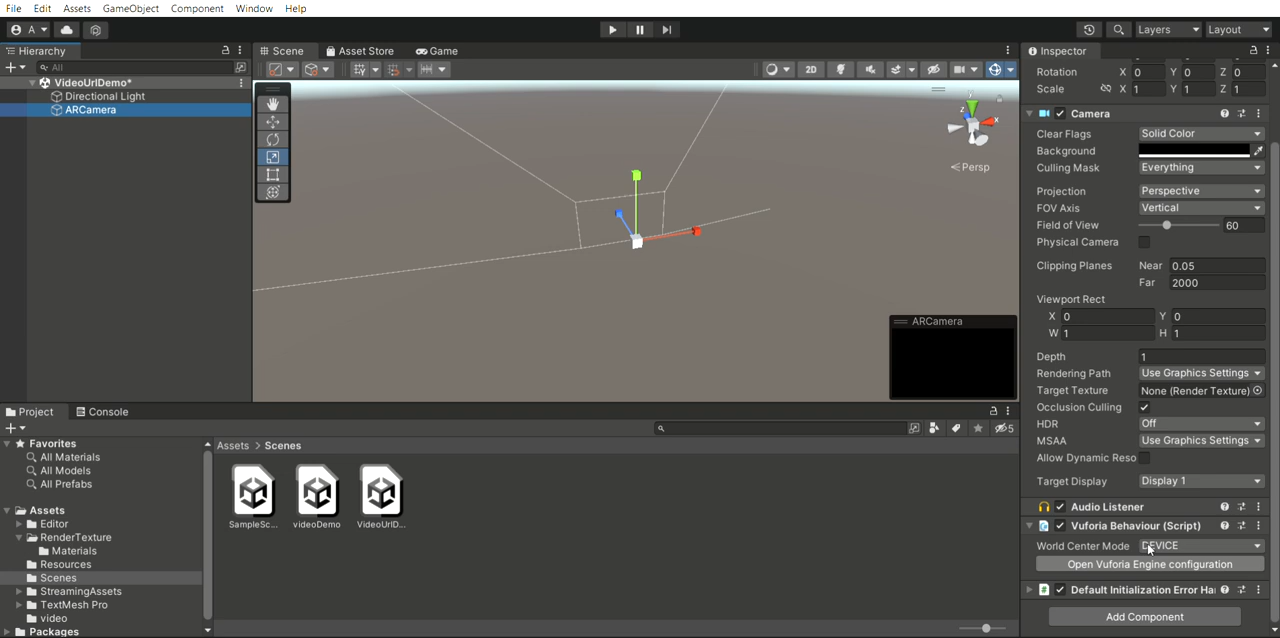 File Edit Assets GameObject Component Window Help
A Layers Layout
Hierarchy
All
VideoUrlDemo*
Directional Light
ARCamera
Scene Asset Store Game
2D
y
z
x
Persp
ARCamera
Inspector
Rotation X 0 Y 0 Z 0
Scale X 1 Y 1 Z 1
Camera
Clear Flags Solid Color
Background
Culling Mask Everything
Projection Perspective
FOV Axis Vertical
Field of View 60
Physical Camera
Clipping Planes Near 0.05
Far 2000
Viewport Rect
X 0 Y 0
W 1 H 1
Depth 1
Rendering Path Use Graphics Settings
Target Texture None (Render Texture)
Occlusion Culling
HDR Off
MSAA Use Graphics Settings
Allow Dynamic Reso
Target Display Display 1
Audio Listener
Vuforia Behaviour (Script)
World Center Mode DEVICE
Open Vuforia Engine configuration
Default Initialization Error Ha
Add Component
Project Console
5
Favorites
All Materials
All Models
All Prefabs
Assets
Editor
RenderTexture
Materials
Resources
Scenes
StreamingAssets
TextMesh Pro
video
Packages
Assets > Scenes
SampleSc... videoDemo VideoUrlD...